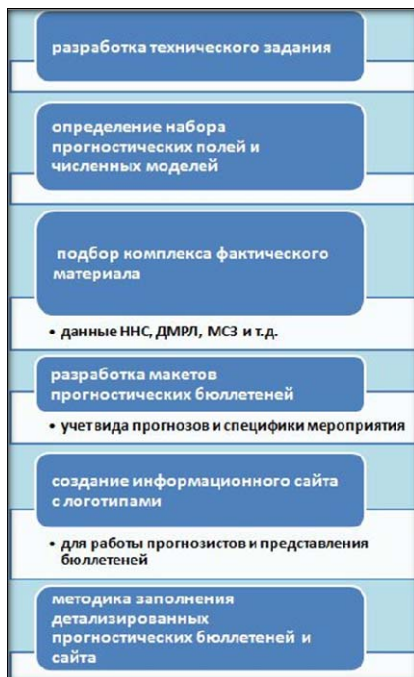 разработка технического задания
определение набора
прогностических полей и
численных моделей
подбор комплекса фактического
материала
• данные ННС, ДМРЛ, МСЗ и т.д.
разработка макетов
прогностических бюллетеней
• учет вида прогнозов и специфики мероприятия
создание информационного сайта
с логотипами
• для работы прогнозистов и представления
бюллетеней
методика заполнения
детализированных
прогностических бюллетеней и
сайта